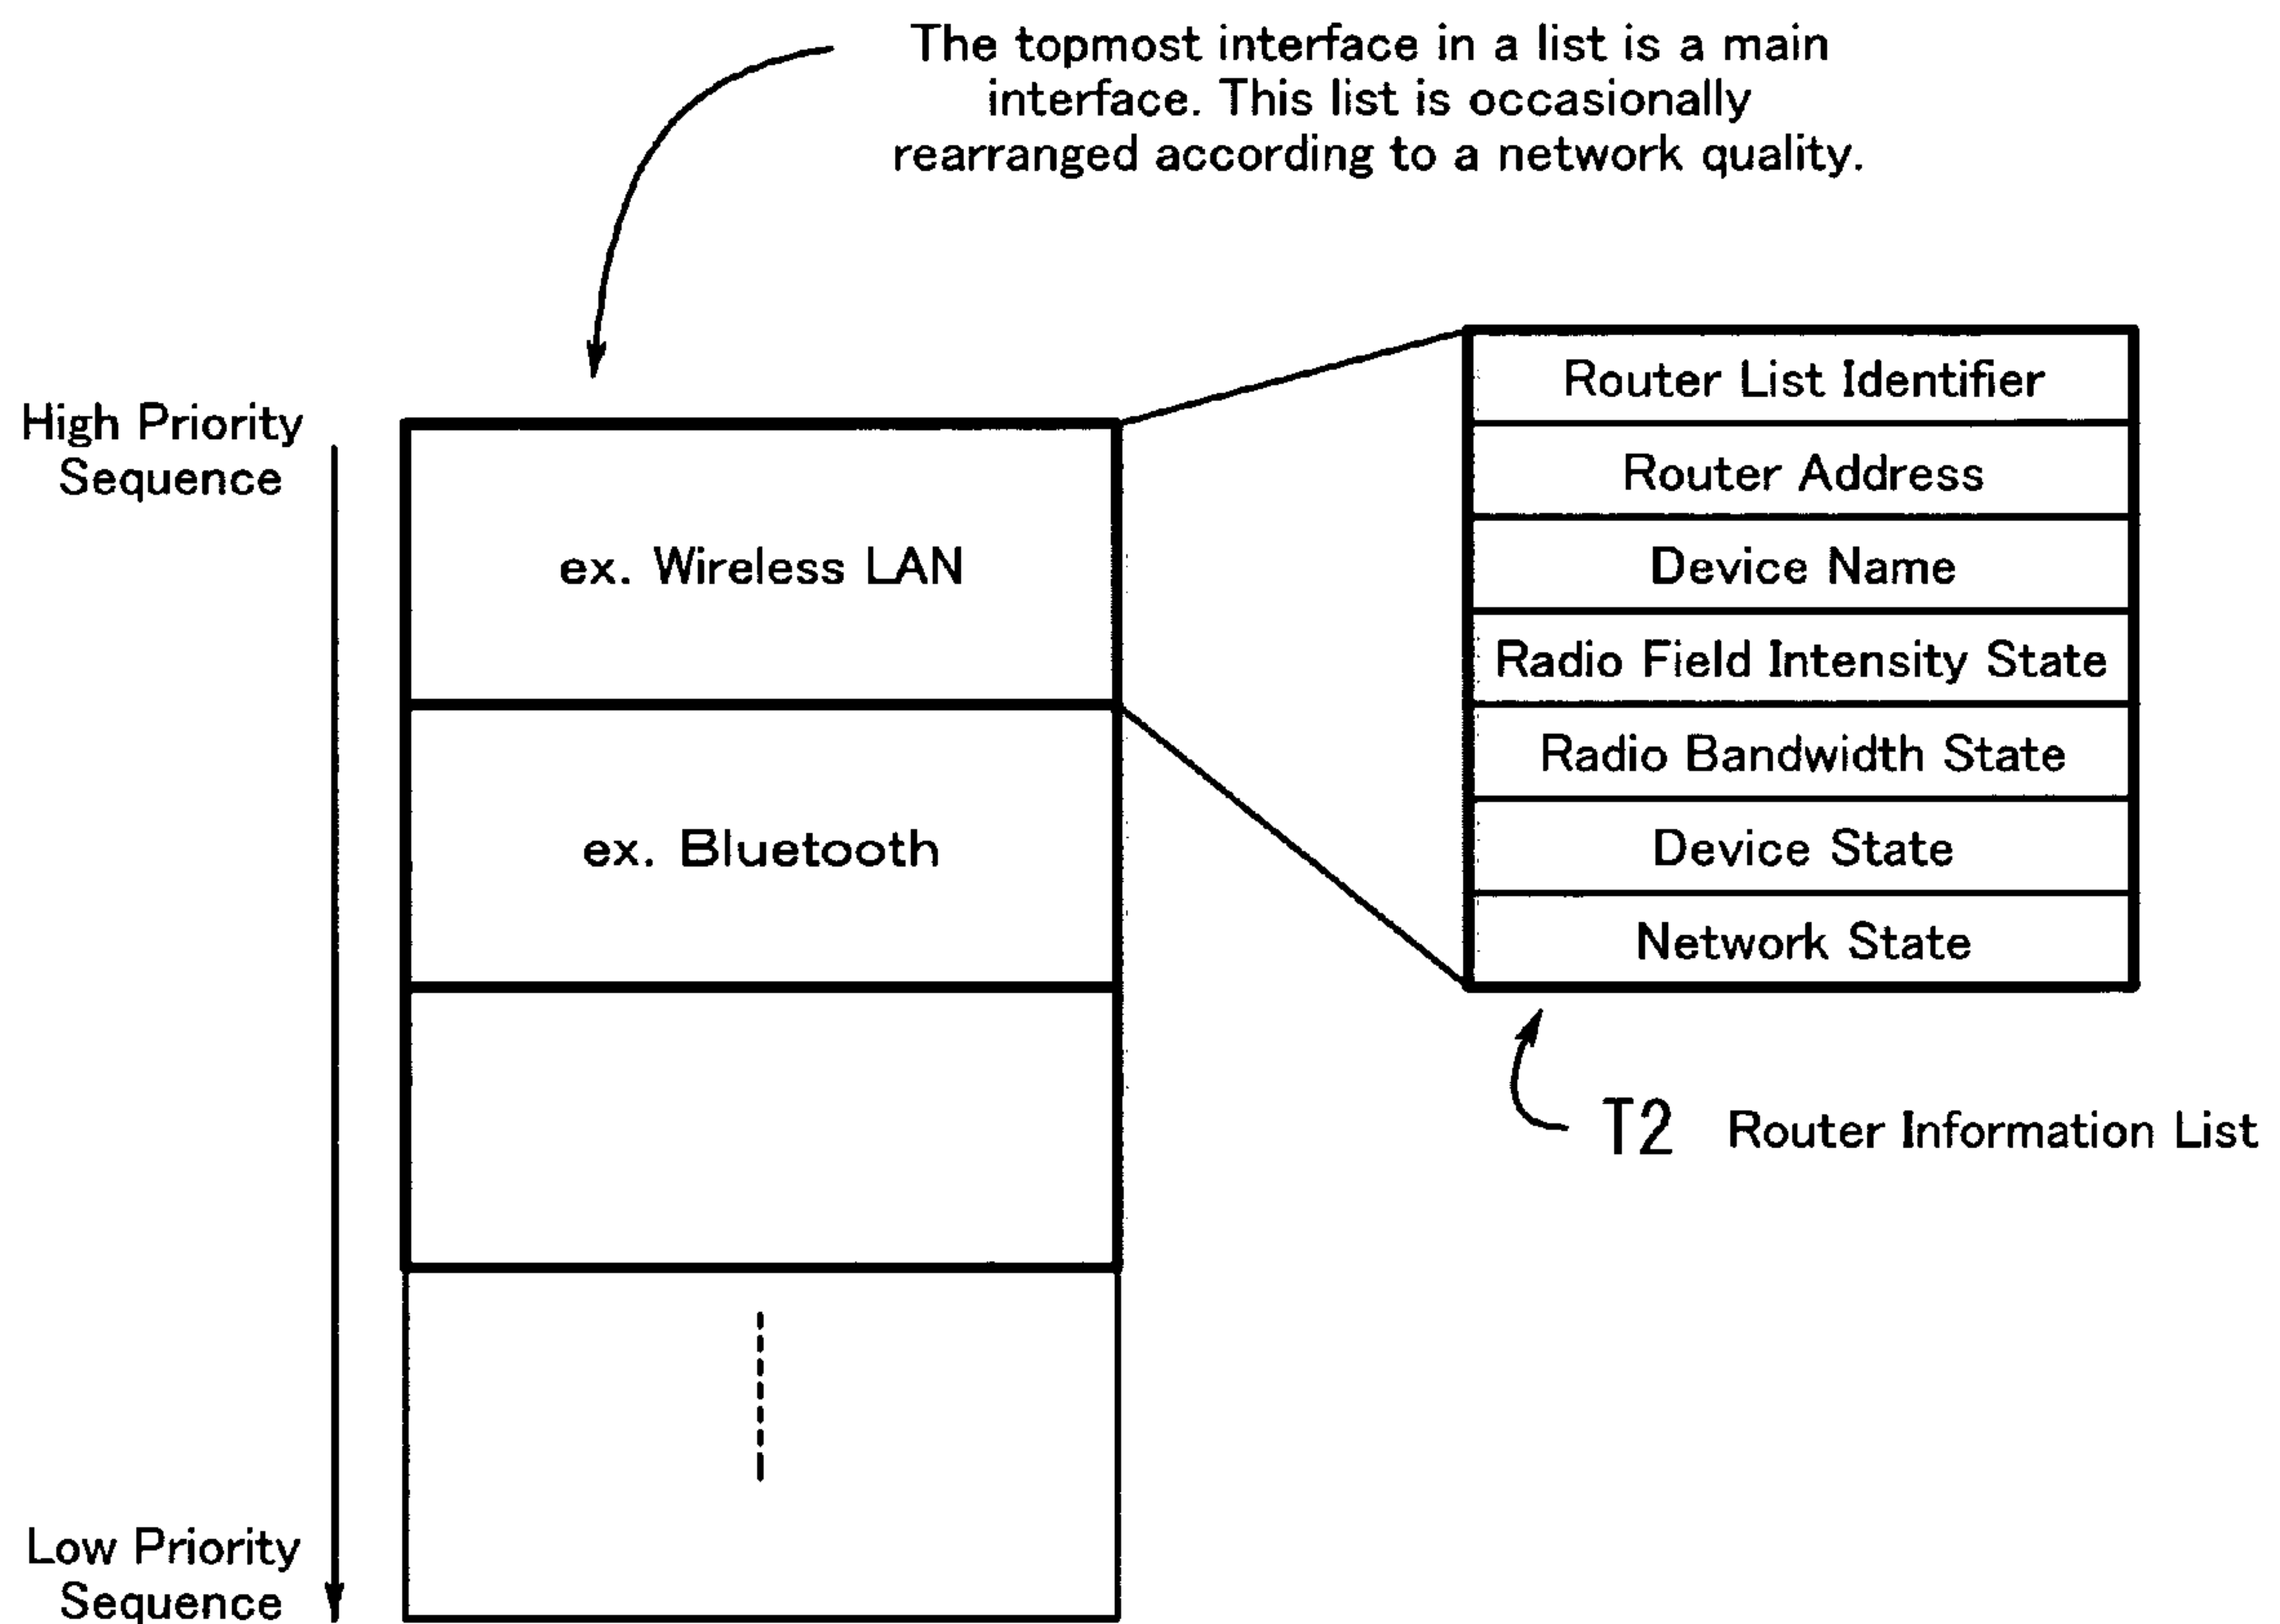 The topmost interface in a list is a main
interface. This list is occasionally
rearranged according to a network quality.
High Priority
Sequence
ex. Wireless LAN
ex. Bluetooth
Low Priority
Sequence
Router List Identifier
Router Address
Device Name
Radio Field Intensity State
Radio Bandwidth State
Device State
Network State
T2 Router Information List